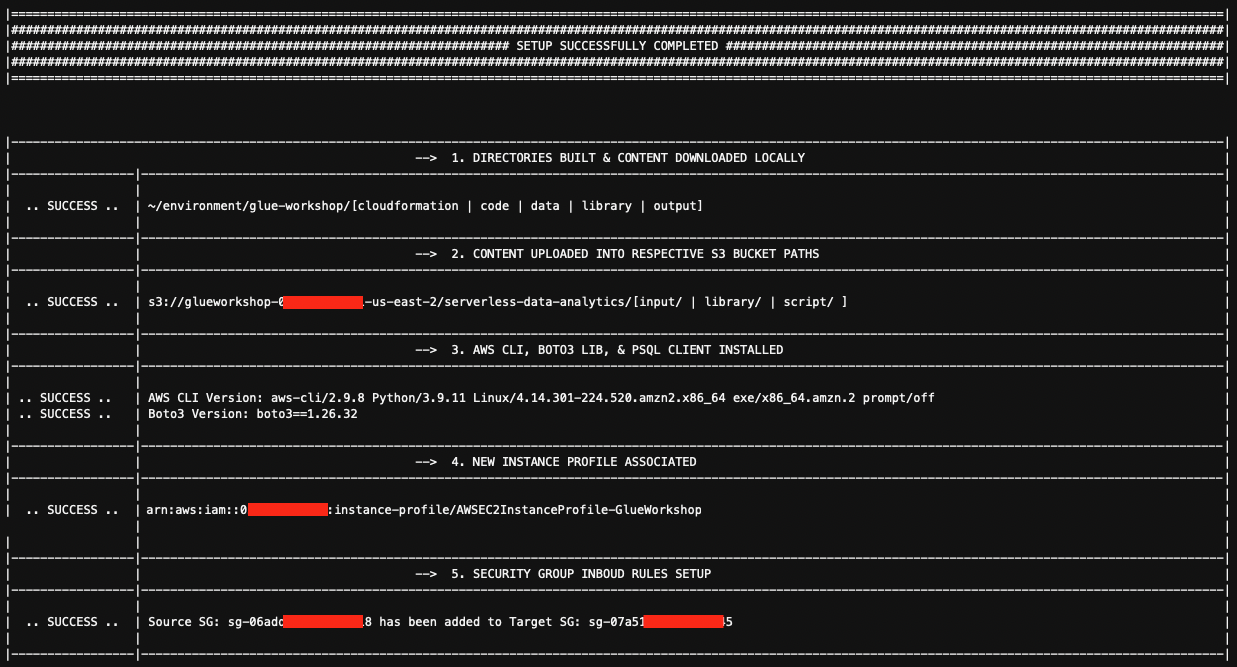 SETUP SUCCESSFULLY COMPLETED
--> 1. DIRECTORIES BUILT & CONTENT DOWNLOADED LOCALLY
.. SUCCESS .. | ~/environment/glue-workshop/[cloudformation | code | data | library | output]
--> 2. CONTENT UPLOADED INTO RESPECTIVE S3 BUCKET PATHS
.. SUCCESS .. | s3://glueworkshop-0 -us-east-2/serverless-data-analytics/[input/ | library/ | script/ ]
--> 3. AWS CLI, BOTO3 LIB, & PSQL CLIENT INSTALLED
.. SUCCESS .. | AWS CLI Version: aws-cli/2.9.8 Python/3.9.11 Linux/4.14.301-224.520.amzn2.x86_64 exe/x86_64.amzn.2 prompt/off
.. SUCCESS .. | Boto3 Version: boto3==1.26.32
--> 4. NEW INSTANCE PROFILE ASSOCIATED
.. SUCCESS .. | arn:aws:iam::0 :instance-profile/AWSEC2InstanceProfile-GlueWorkshop
--> 5. SECURITY GROUP INBOUD RULES SETUP
.. SUCCESS .. | Source SG: sg-06add 8 has been added to Target SG: sg-07a51 5